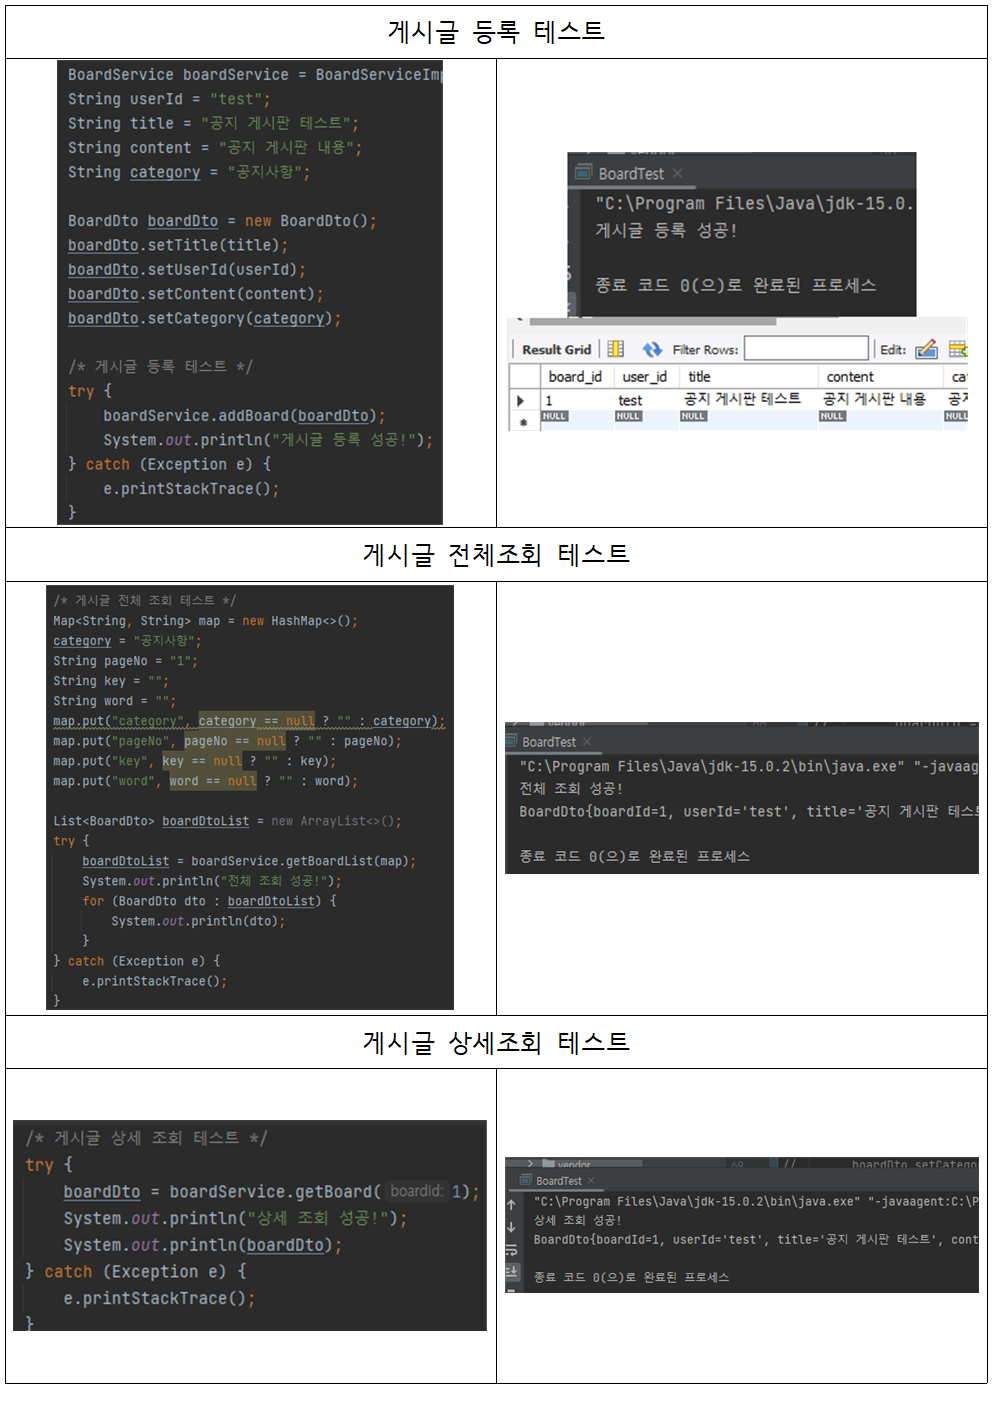 게시글 등록 테스트
BoardService boardService = BoardServiceImp
String userId = "test";
String title = "공지 게시판 테스트";
String content = "공지 게시판 내용";
String category = "공지사항";
BoardDto boardDto = new BoardDto();
boardDto.setTitle(title);
boardDto.setUserId(userId);
boardDto.setContent(content);
boardDto.setCategory(category);
/* 게시글 등록 테스트 */
try {
boardService.addBoard(boardDto);
System.out.println("게시글 등록 성공!");
} catch (Exception e) {
e.printStackTrace();
}
BoardTest ×
"C:\Program Files\Java\jdk-15.0.
게시글 등록 성공!
종료 코드 0(으)로 완료된 프로세스
Result Grid Filter Rows: Edit:
board_id user_id title content cat
1 test 공지 게시판 테스트 공지 게시판 내용 공지
NULL NULL NULL NULL NULL
게시글 전체조회 테스트
/* 게시글 전체 조회 테스트 */
Map<String, String> map = new HashMap<>();
category = "공지사항";
String pageNo = "1";
String key = "";
String word = "";
map.put("category", category == null ? "" : category);
map.put("pageNo", pageNo == null ? "" : pageNo);
map.put("key", key == null ? "" : key);
map.put("word", word == null ? "" : word);
List<BoardDto> boardDtoList = new ArrayList<>();
try {
boardDtoList = boardService.getBoardList(map);
System.out.println("전체 조회 성공!");
for (BoardDto dto : boardDtoList) {
System.out.println(dto);
}
} catch (Exception e) {
e.printStackTrace();
}
BoardTest ×
"C:\Program Files\Java\jdk-15.0.2\bin\java.exe" "-javaag
전체 조회 성공!
BoardDto{boardId=1, userId='test', title='공지 게시판 테스트
종료 코드 0(으)로 완료된 프로세스
게시글 상세조회 테스트
/* 게시글 상세 조회 테스트 */
try {
boardDto = boardService.getBoard( boardId: 1);
System.out.println("상세 조회 성공!");
System.out.println(boardDto);
} catch (Exception e) {
e.printStackTrace();
}
vendor 69 // boardDto.setCatego
BoardTest ×
"C:\Program Files\Java\jdk-15.0.2\bin\java.exe" "-javaagent:C:\P
상세 조회 성공!
BoardDto{boardId=1, userId='test', title='공지 게시판 테스트', cont
종료 코드 0(으)로 완료된 프로세스